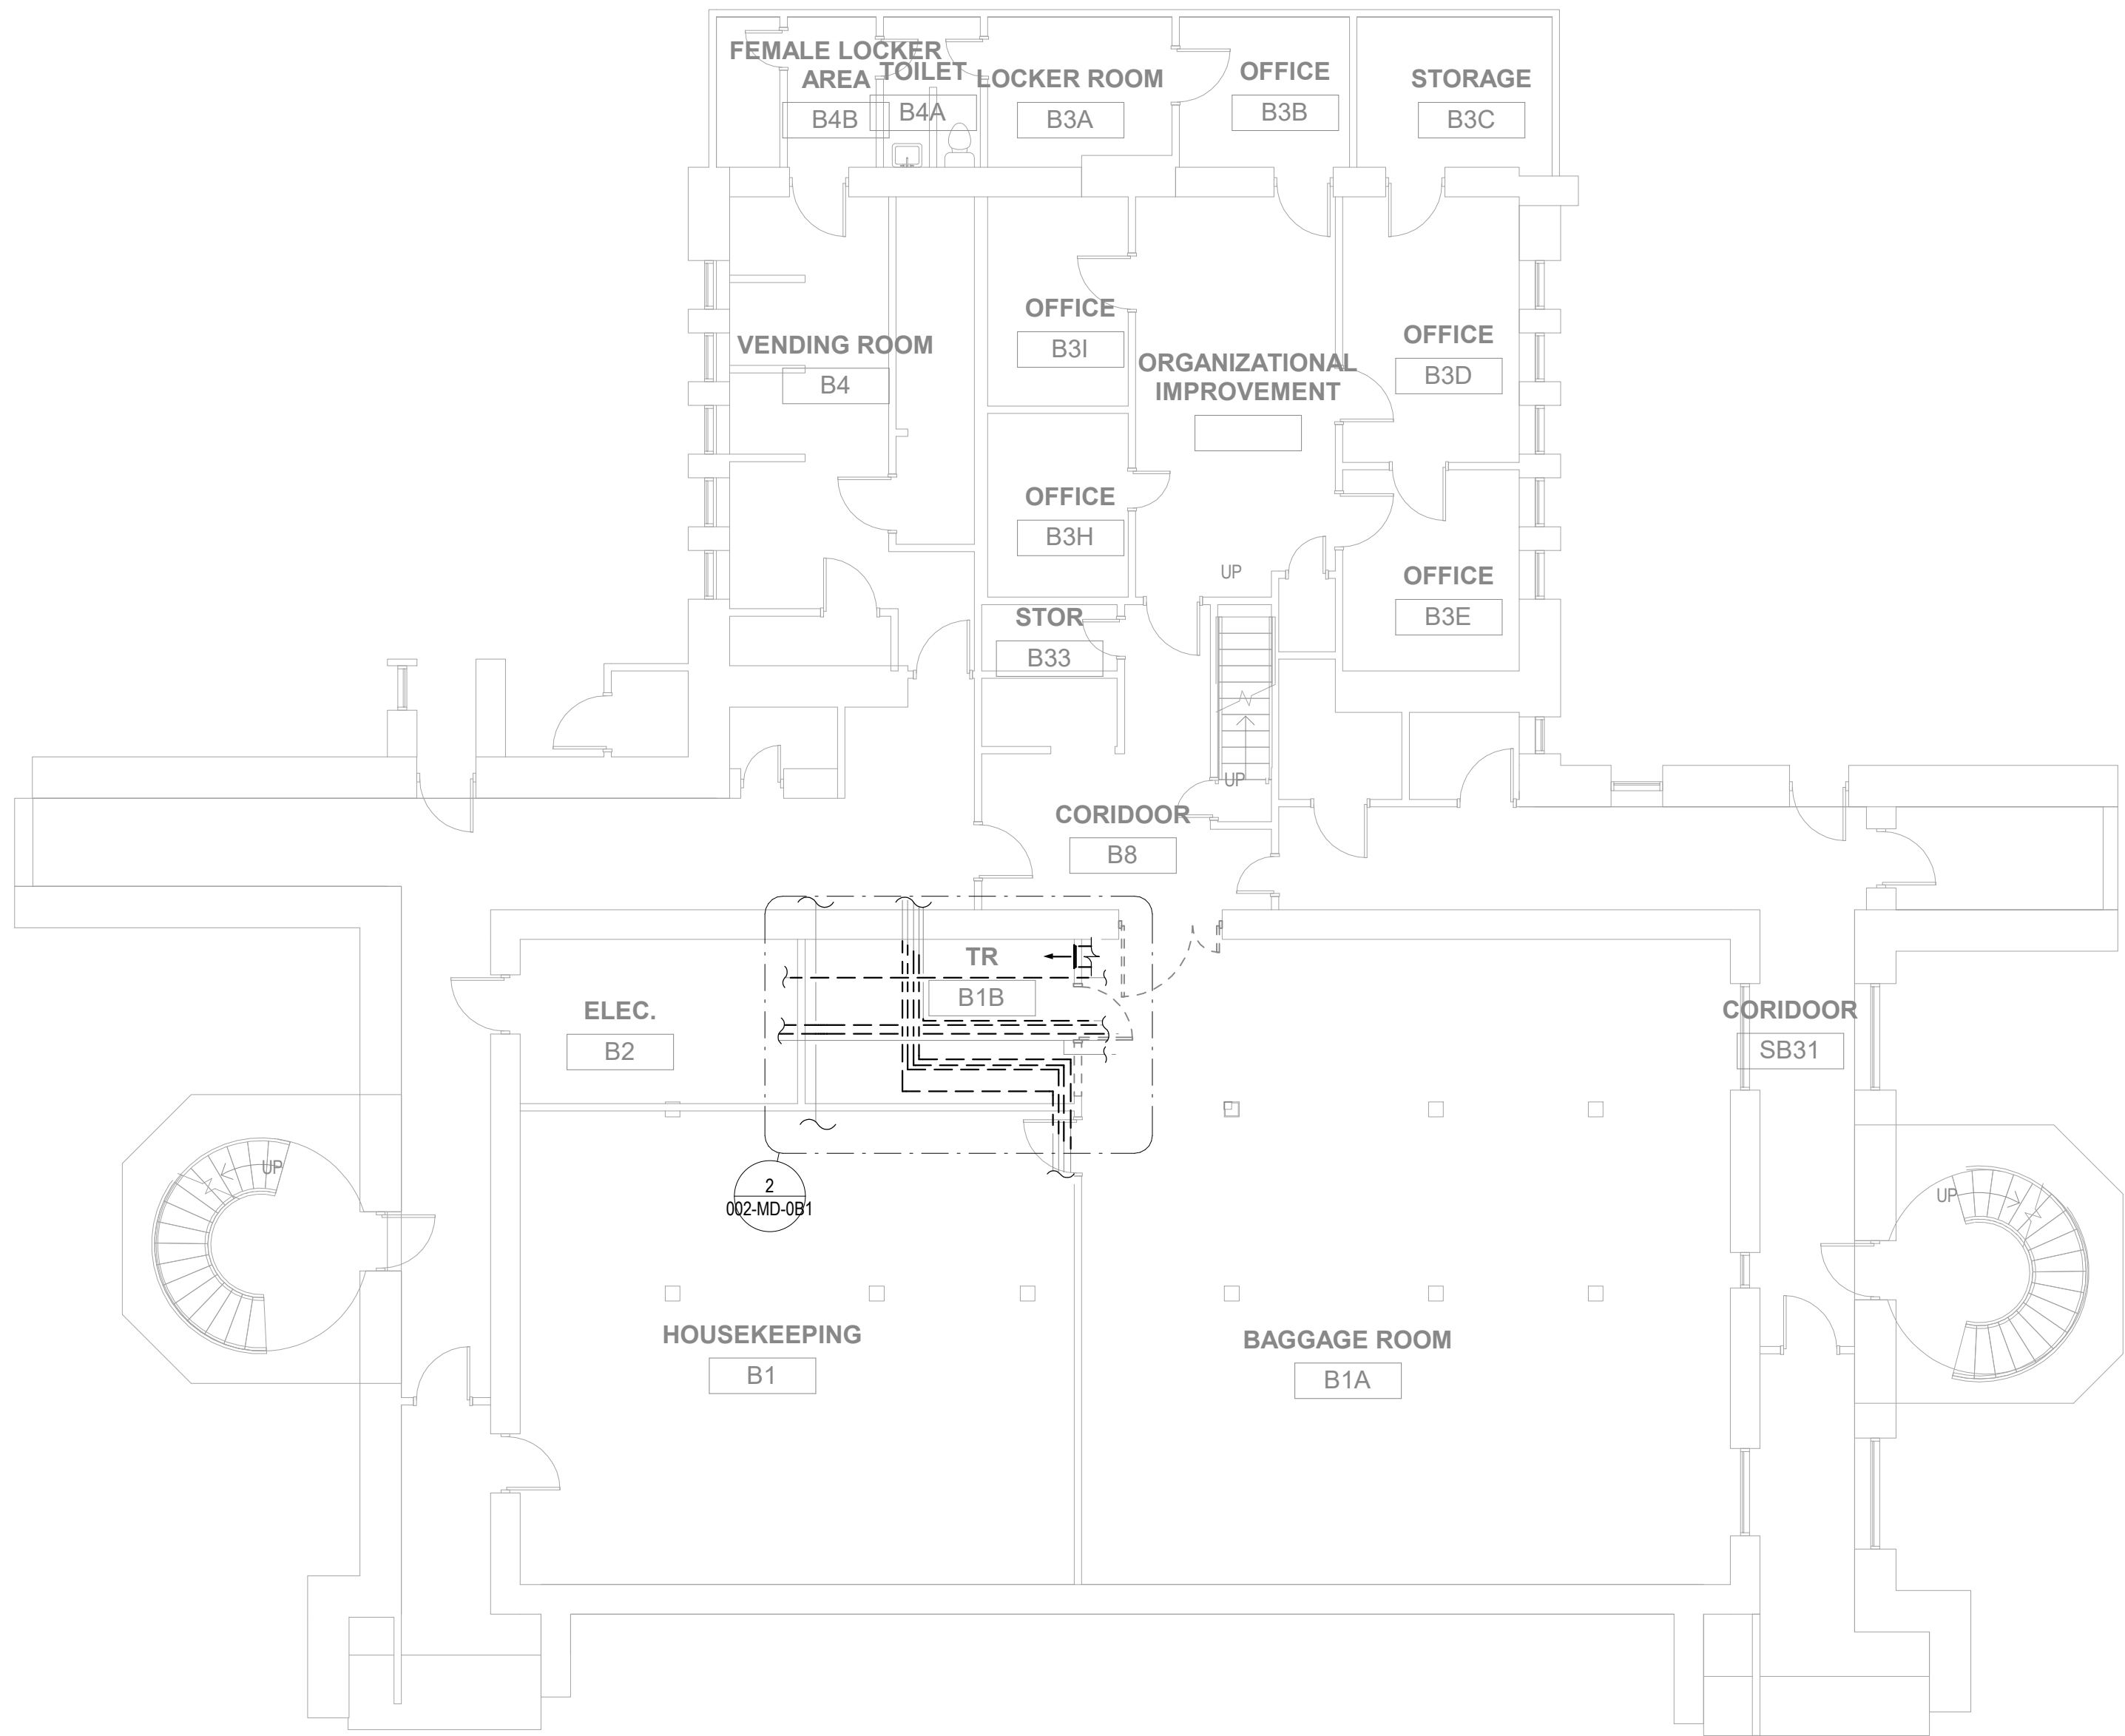 FEMALE LOCKER
AREA
B4B
TOILET
B4A
LOCKER ROOM
B3A
OFFICE
B3B
STORAGE
B3C
OFFICE
B3I
VENDING ROOM
B4
ORGANIZATIONAL
IMPROVEMENT
OFFICE
B3D
OFFICE
B3H
UP
OFFICE
B3E
STOR
B33
UP
CORIDOOR
B8
TR
B1B
ELEC.
B2
CORIDOOR
SB31
UP
2
002-MD-0B1
UP
HOUSEKEEPING
B1
BAGGAGE ROOM
B1A